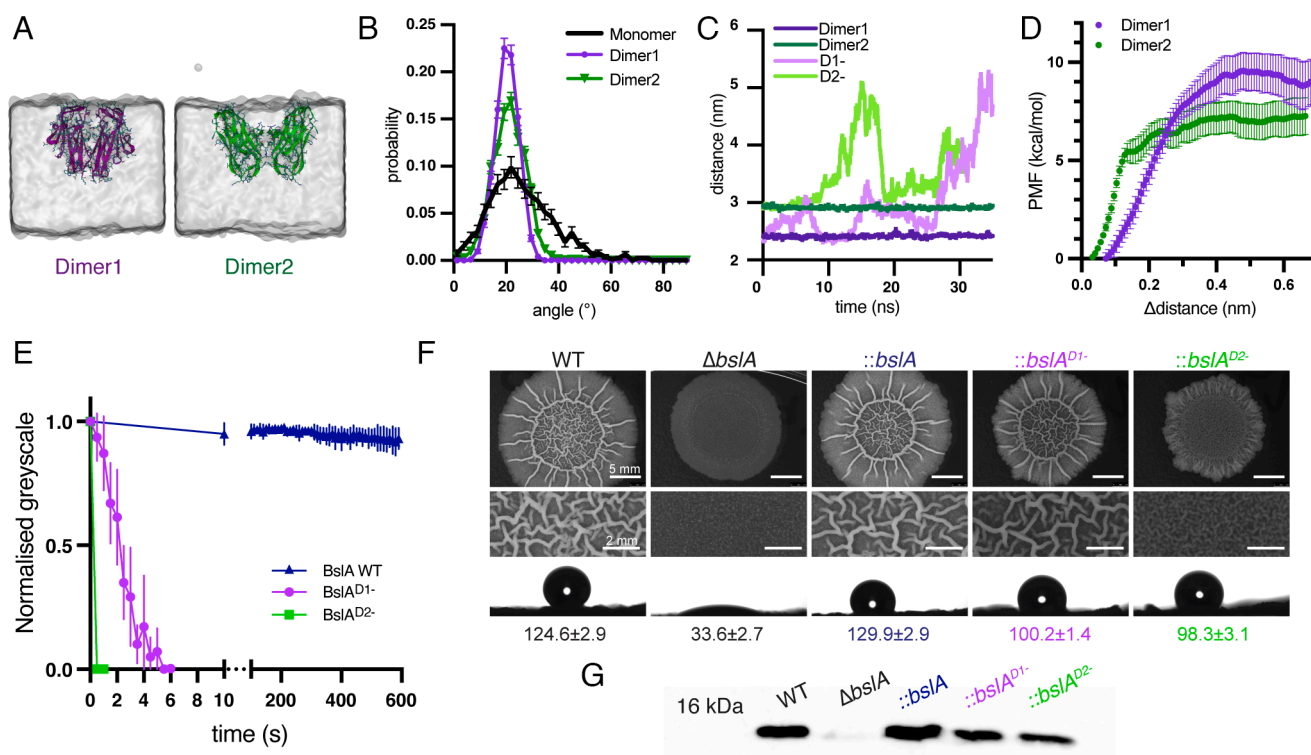 A
Dimer1
Dimer2
B
0.25
0.20
0.15
0.10
0.05
0.00
probability
Monomer
Dimer1
Dimer2
0
20
40
60
80
angle (°)
C
6
5
4
3
2
distance (nm)
Dimer1
Dimer2
D1-
D2-
0
10
20
30
time (ns)
D
10
5
0
PMF (kcal/mol)
Dimer1
Dimer2
0.0
0.2
0.4
0.6
Δdistance (nm)
E
1.0
0.5
0.0
Normalised greyscale
BslA WT
BslA^D1-
BslA^D2-
0
2
4
6
8
10
200
400
600
time (s)
F
WT
ΔbslA
::bslA
::bslA^D1-
::bslA^D2-
5 mm
2 mm
124.6±2.9
33.6±2.7
129.9±2.9
100.2±1.4
98.3±3.1
G
16 kDa
WT
ΔbslA
::bslA
::bslA^D1-
::bslA^D2-